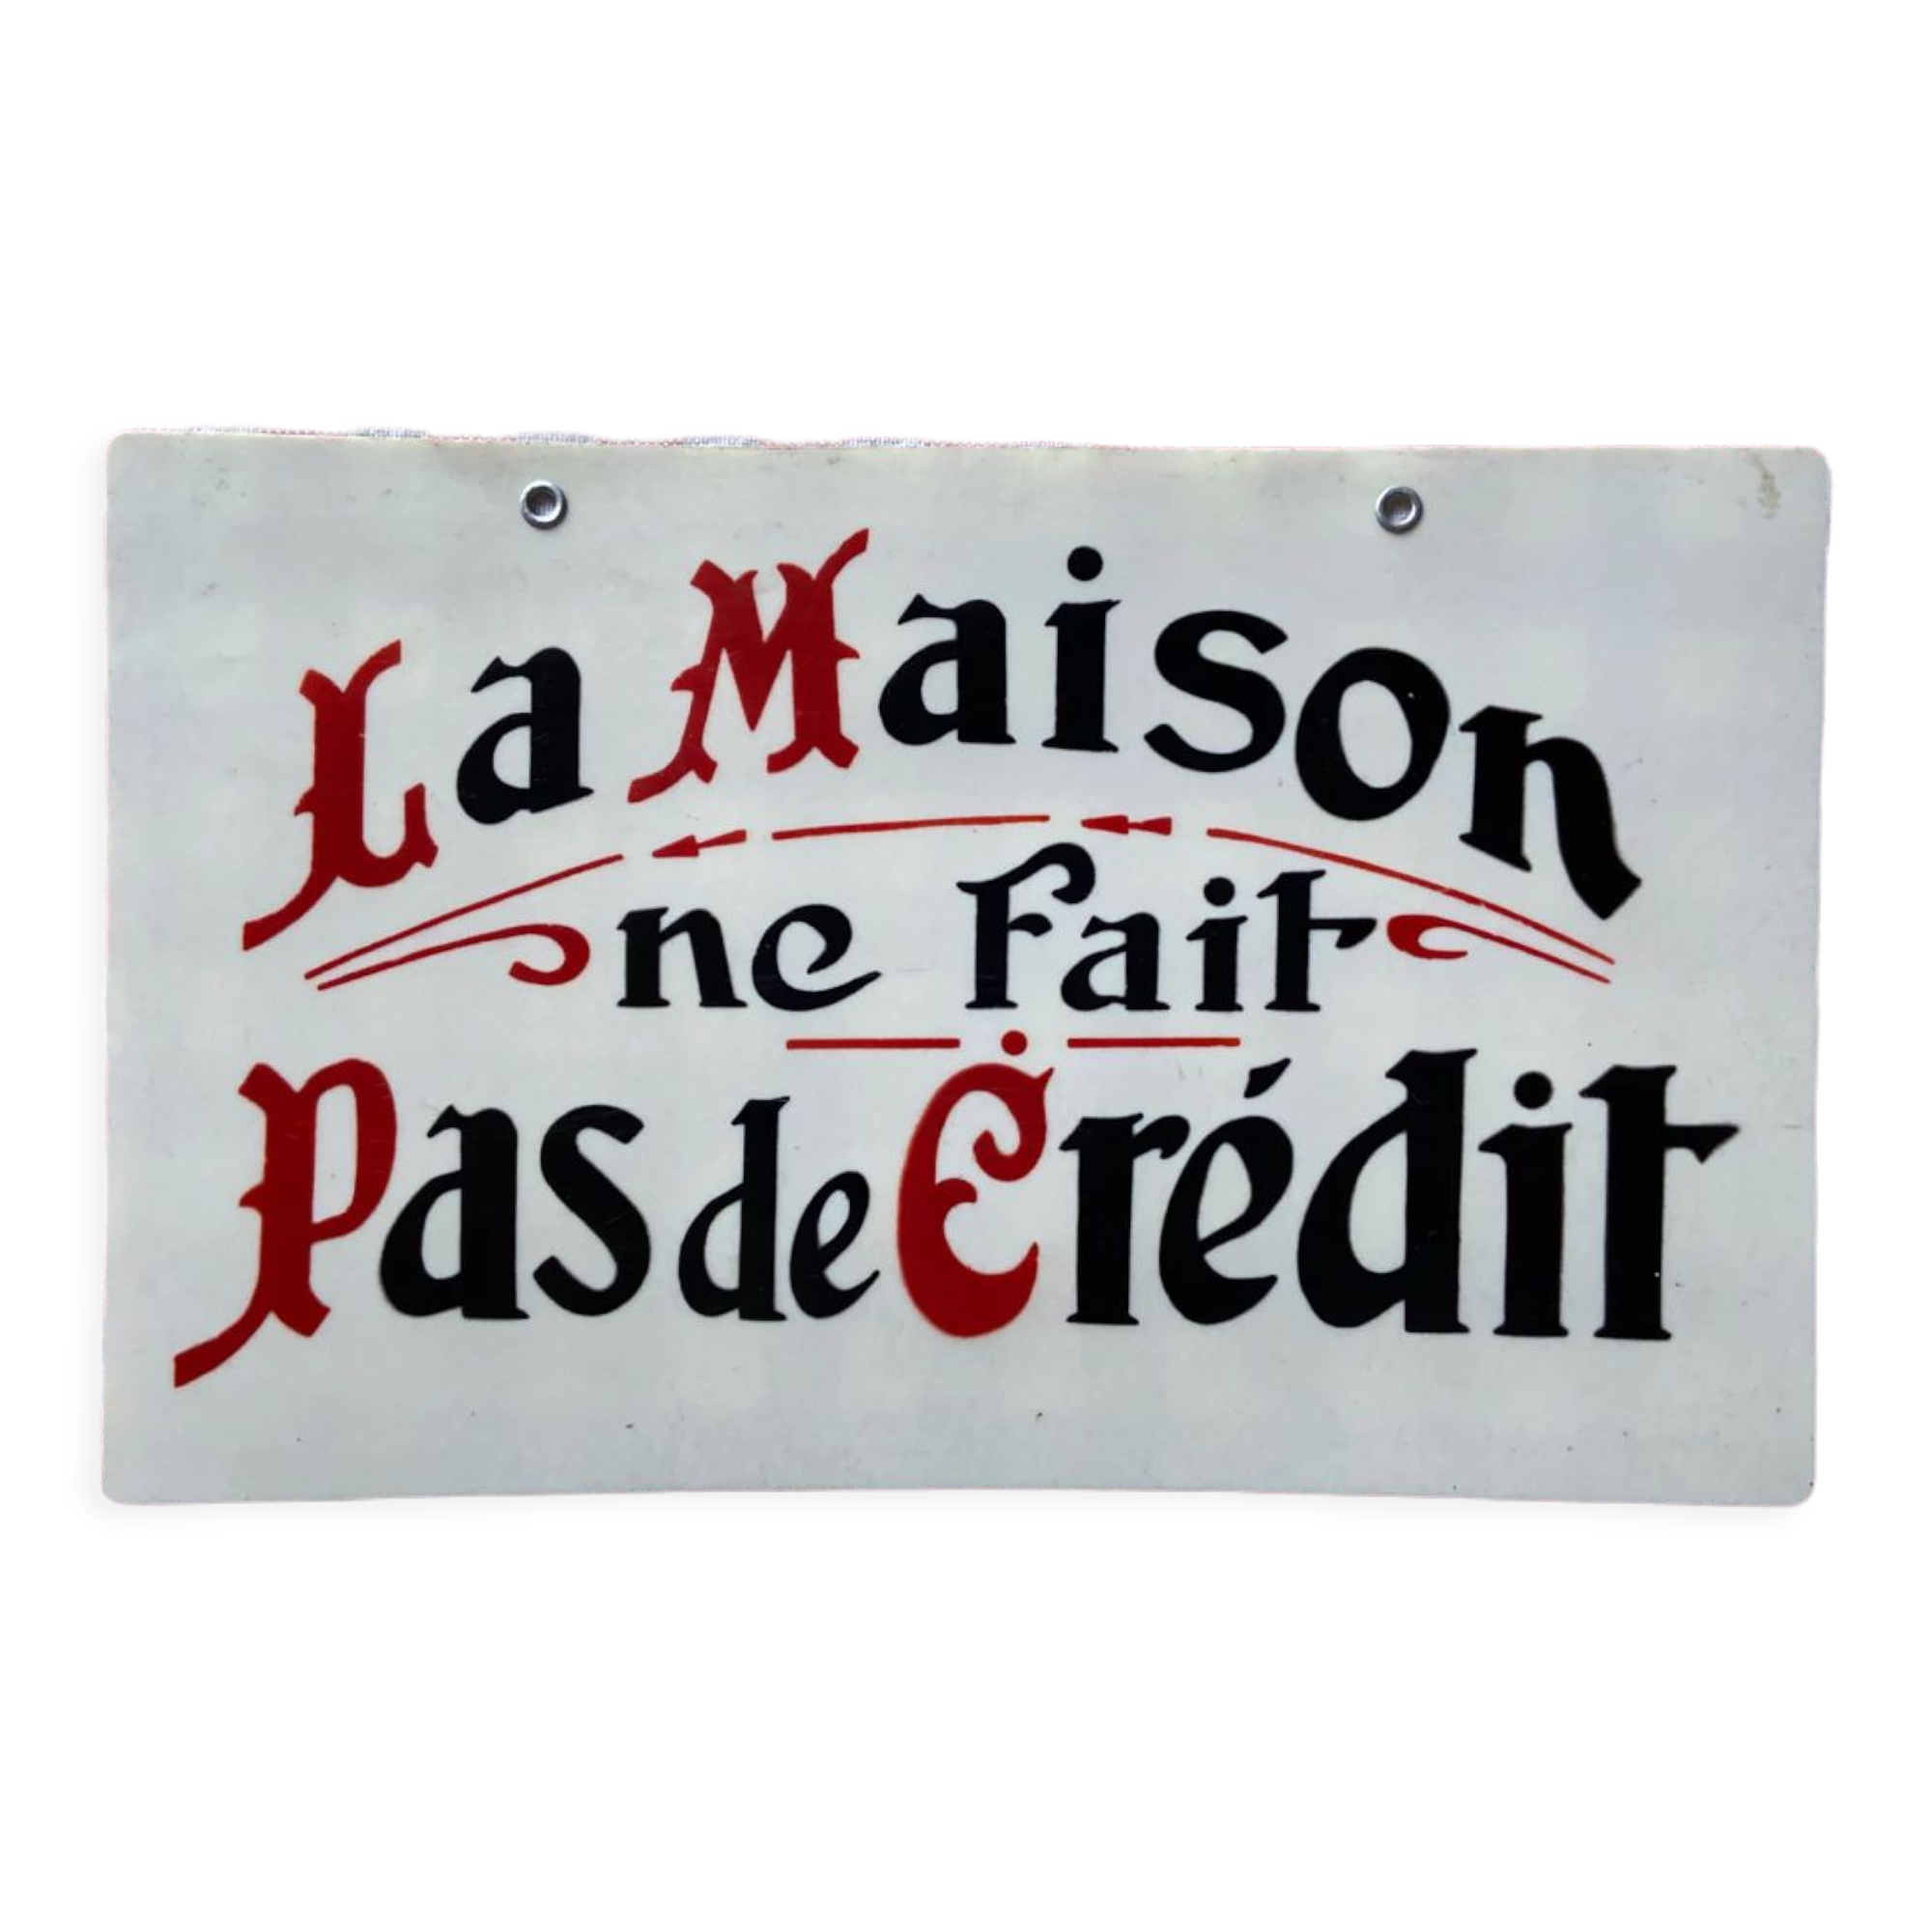 La Maison
ne fait
Pas de Crédit